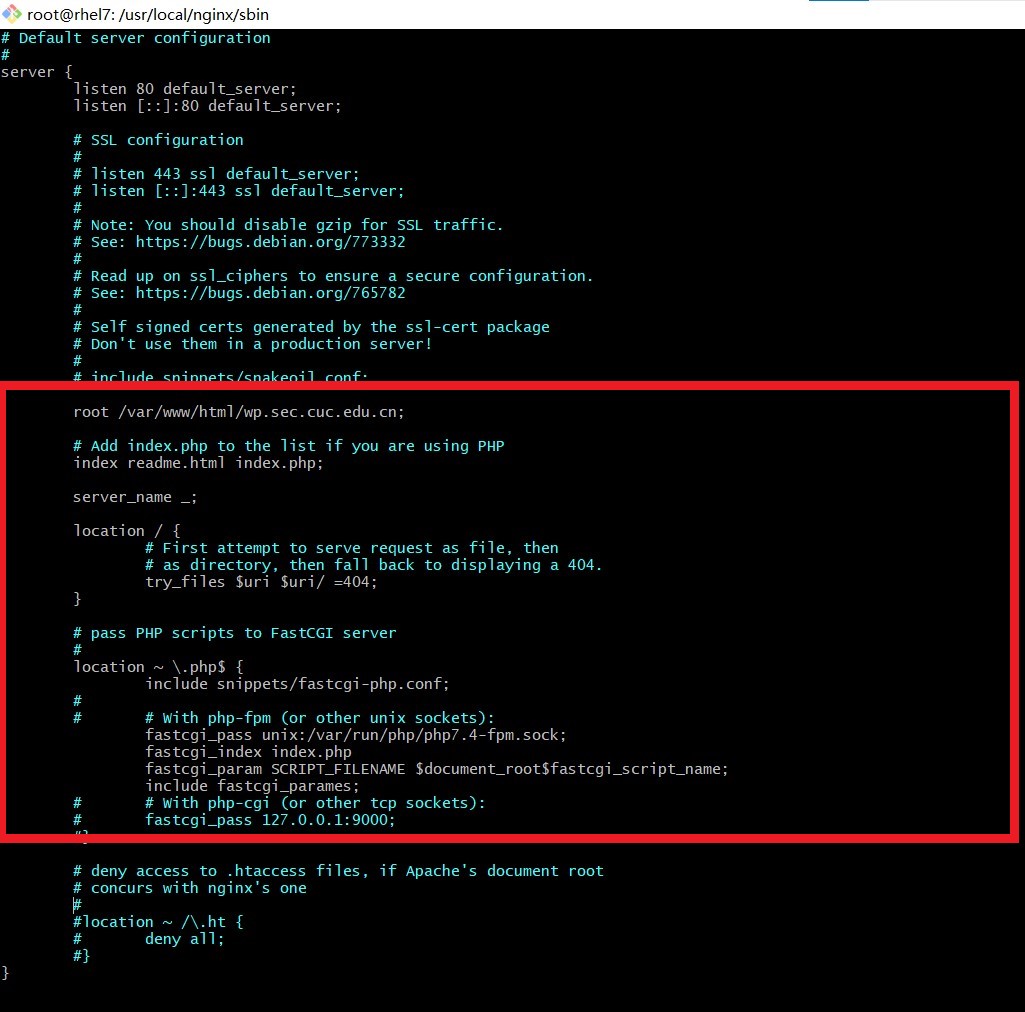 root@rhel7: /usr/local/nginx/sbin
# Default server configuration
#
server {
listen 80 default_server;
listen [::]:80 default_server;
# SSL configuration
#
# listen 443 ssl default_server;
# listen [::]:443 ssl default_server;
#
# Note: You should disable gzip for SSL traffic.
# See: https://bugs.debian.org/773332
#
# Read up on ssl_ciphers to ensure a secure configuration.
# See: https://bugs.debian.org/765782
#
# Self signed certs generated by the ssl-cert package
# Don't use them in a production server!
#
# include snippets/snakeoil.conf;
root /var/www/html/wp.sec.cuc.edu.cn;
# Add index.php to the list if you are using PHP
index readme.html index.php;
server_name _;
location / {
# First attempt to serve request as file, then
# as directory, then fall back to displaying a 404.
try_files $uri $uri/ =404;
}
# pass PHP scripts to FastCGI server
#
location ~ \.php$ {
include snippets/fastcgi-php.conf;
#
# # With php-fpm (or other unix sockets):
fastcgi_pass unix:/var/run/php/php7.4-fpm.sock;
fastcgi_index index.php
fastcgi_param SCRIPT_FILENAME $document_root$fastcgi_script_name;
include fastcgi_parames;
# # With php-cgi (or other tcp sockets):
# fastcgi_pass 127.0.0.1:9000;
#}
# deny access to .htaccess files, if Apache's document root
# concurs with nginx's one
#
#location ~ /\.ht {
# deny all;
#}
}